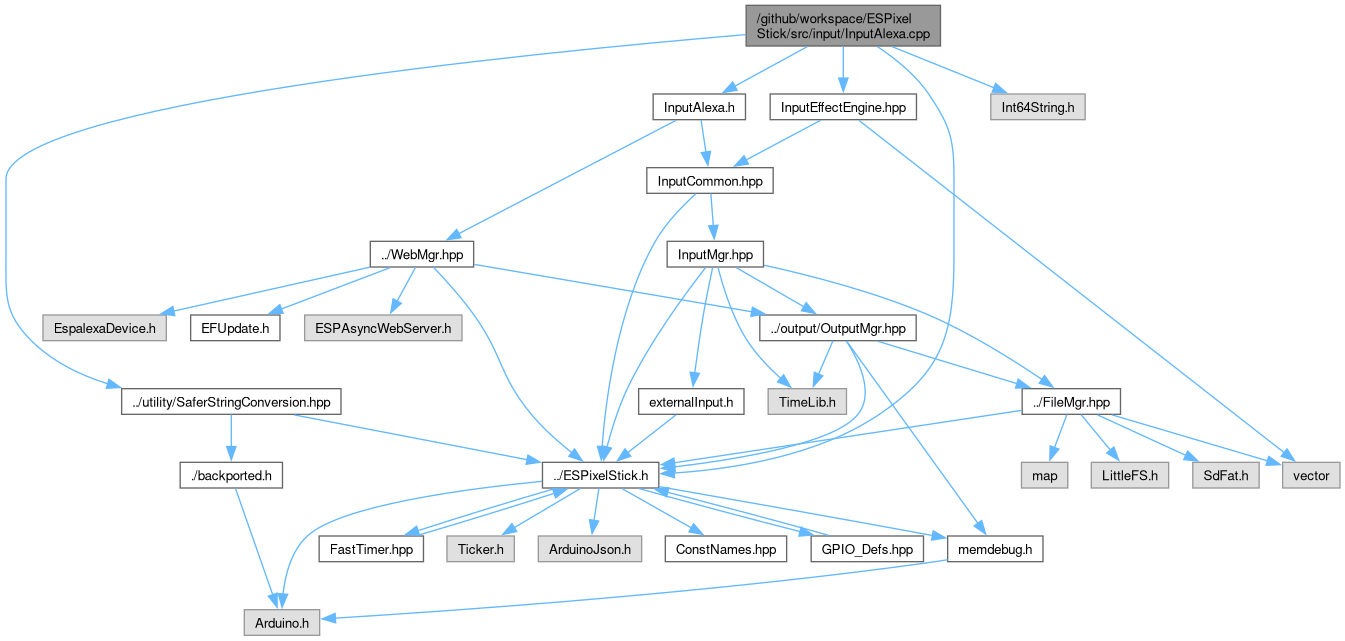 /github/workspace/ESPixel
Stick/src/input/InputAlexa.cpp
InputAlexa.h
InputEffectEngine.hpp
Int64String.h
InputCommon.hpp
../WebMgr.hpp
InputMgr.hpp
EspalexaDevice.h
EFUpdate.h
ESPAsyncWebServer.h
../output/OutputMgr.hpp
../utility/SaferStringConversion.hpp
externalInput.h
TimeLib.h
../FileMgr.hpp
./backported.h
../ESPixelStick.h
map
LittleFS.h
SdFat.h
vector
FastTimer.hpp
Ticker.h
ArduinoJson.h
ConstNames.hpp
GPIO_Defs.hpp
memdebug.h
Arduino.h